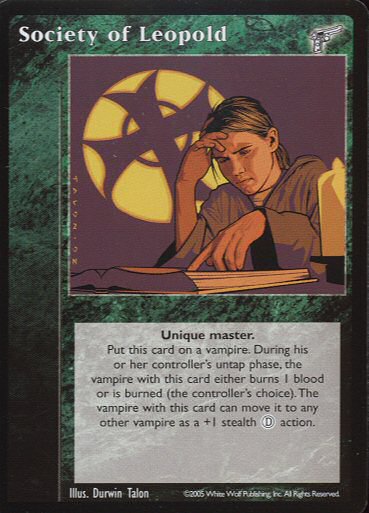 Society of Leopold
TALON.02
Unique master.
Put this card on a vampire. During his
or her controller's untap phase, the
vampire with this card either burns 1 blood
or is burned (the controller's choice). The
vampire with this card can move it to any
other vampire as a +1 stealth Ⓓ action.
Illus. Durwin Talon
©2005 White Wolf Publishing, Inc. All Rights Reserved.